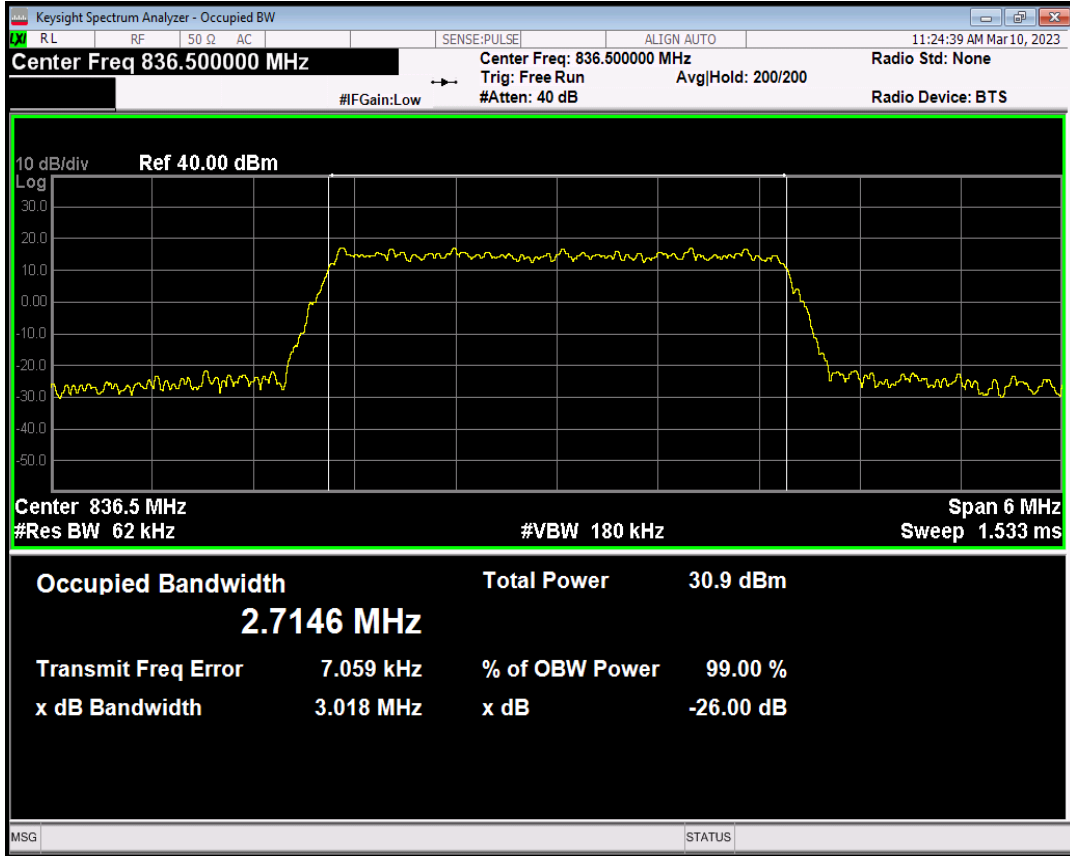 Keysight Spectrum Analyzer - Occupied BW
LXI RL RF 50 Ω AC SENSE:PULSE ALIGN AUTO 11:24:39 AM Mar 10, 2023
Center Freq 836.500000 MHz Center Freq: 836.500000 MHz Radio Std: None
Trig: Free Run Avg|Hold: 200/200
#IFGain:Low #Atten: 40 dB Radio Device: BTS
10 dB/div Ref 40.00 dBm
Log
30.0
20.0
10.0
0.00
-10.0
-20.0
-30.0
-40.0
-50.0
Center 836.5 MHz Span 6 MHz
#Res BW 62 kHz #VBW 180 kHz Sweep 1.533 ms
Occupied Bandwidth Total Power 30.9 dBm
2.7146 MHz
Transmit Freq Error 7.059 kHz % of OBW Power 99.00 %
x dB Bandwidth 3.018 MHz x dB -26.00 dB
MSG STATUS